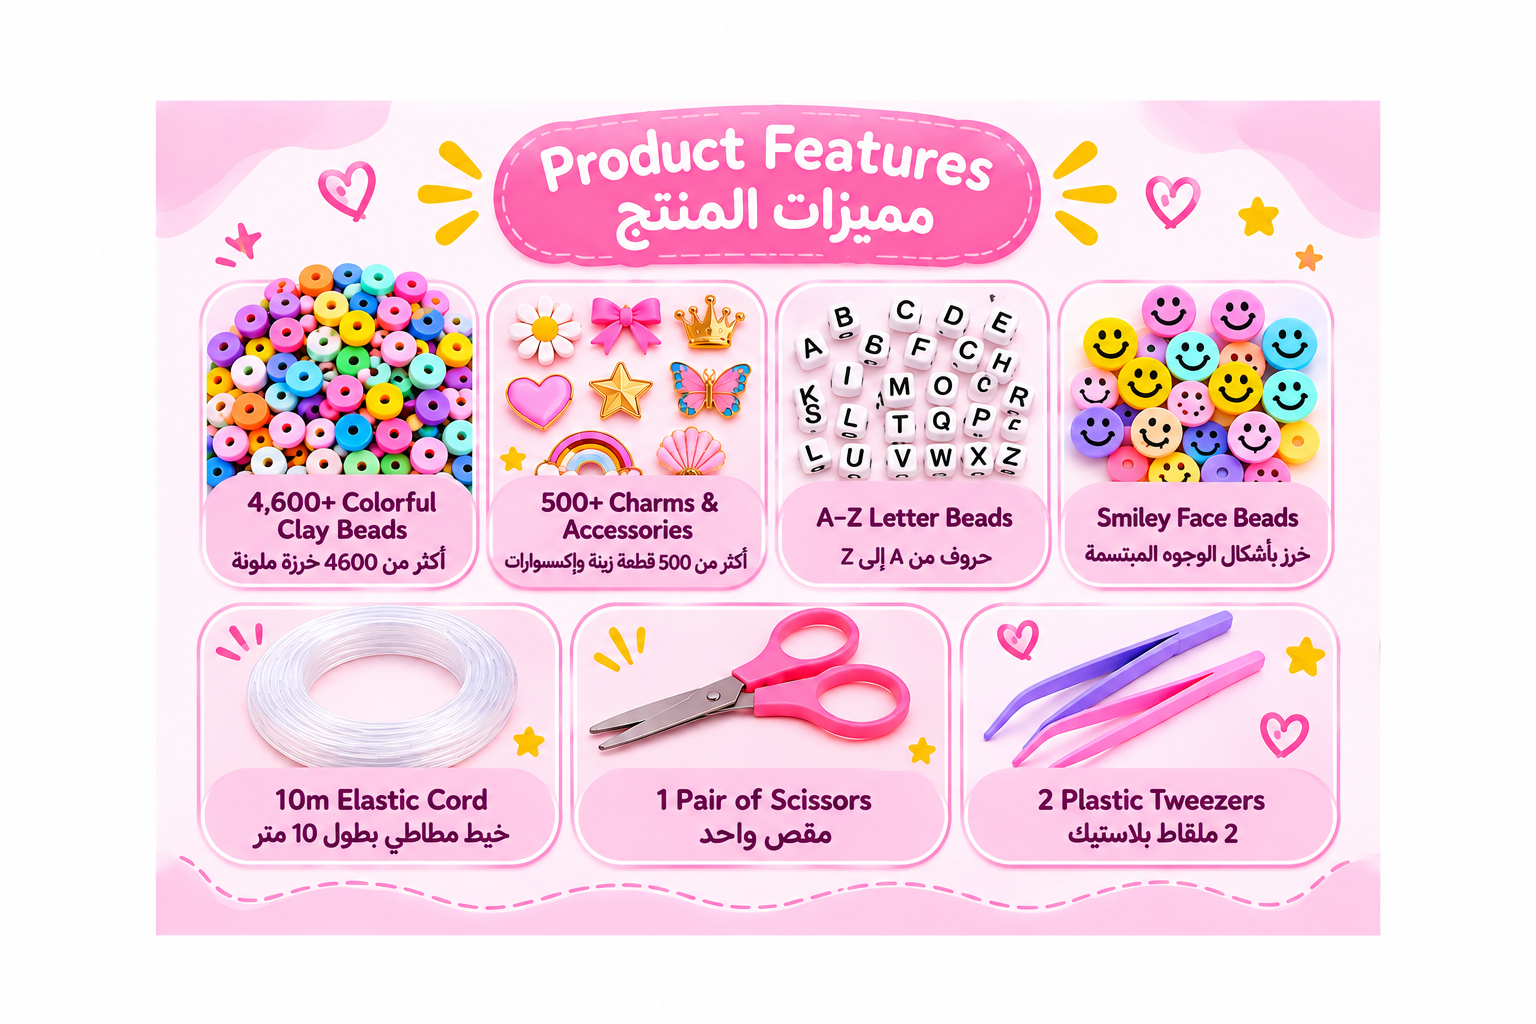 Product Features
مميزات المنتج
B C D E
A B F C H
K I M O C R
S L T Q P C
L U V W X Z
4,600+ Colorful
Clay Beads
أكثر من 4600 خرزة ملونة
500+ Charms &
Accessories
أكثر من 500 قطعة زينة وإكسسوارات
A–Z Letter Beads
حروف من A إلى Z
Smiley Face Beads
خرز بأشكال الوجوه المبتسمة
10m Elastic Cord
خيط مطاطي بطول 10 متر
1 Pair of Scissors
مقص واحد
2 Plastic Tweezers
2 ملقاط بلاستيك